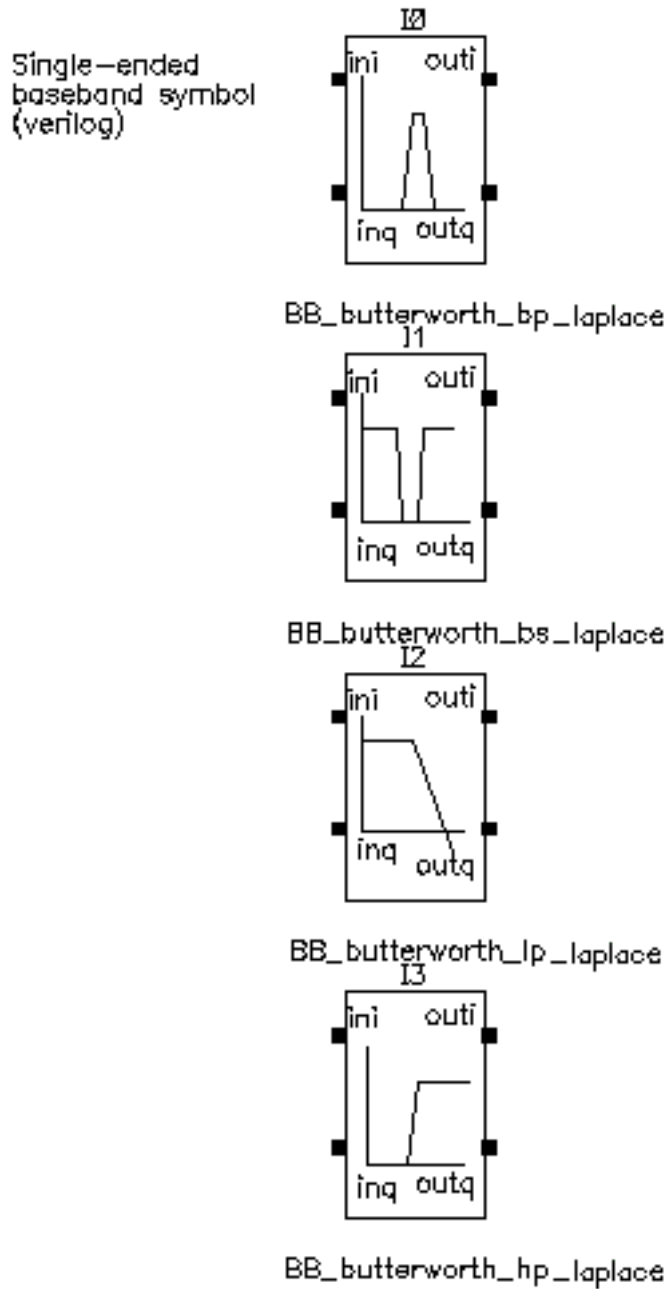 Single-ended
baseband symbol
(verilog)
I0
ini outi
inq outq
BB_butterworth_bp_laplace
I1
ini outi
inq outq
BB_butterworth_bs_laplace
I2
ini outi
inq outq
BB_butterworth_lp_laplace
I3
ini outi
inq outq
BB_butterworth_hp_laplace